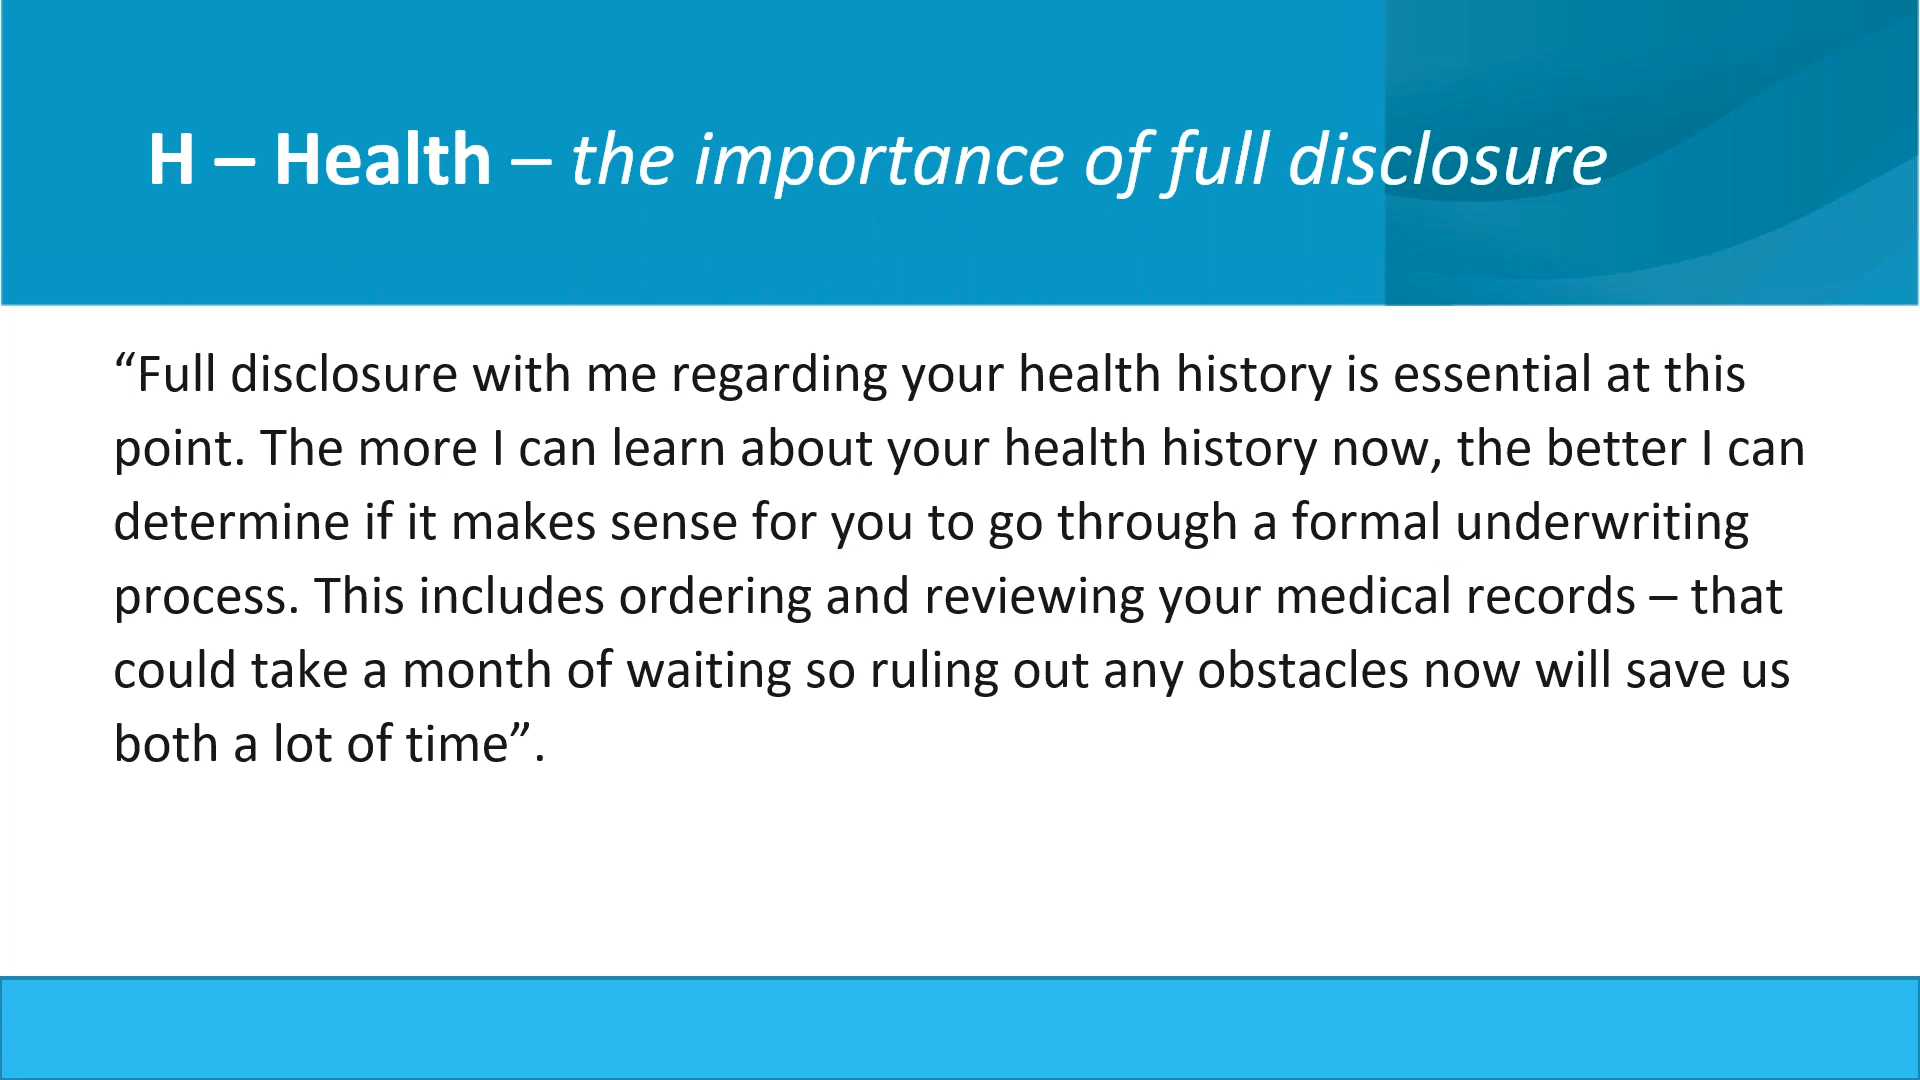 H – Health – the importance of full disclosure
“Full disclosure with me regarding your health history is essential at this
point. The more I can learn about your health history now, the better I can
determine if it makes sense for you to go through a formal underwriting
process. This includes ordering and reviewing your medical records – that
could take a month of waiting so ruling out any obstacles now will save us
both a lot of time”.